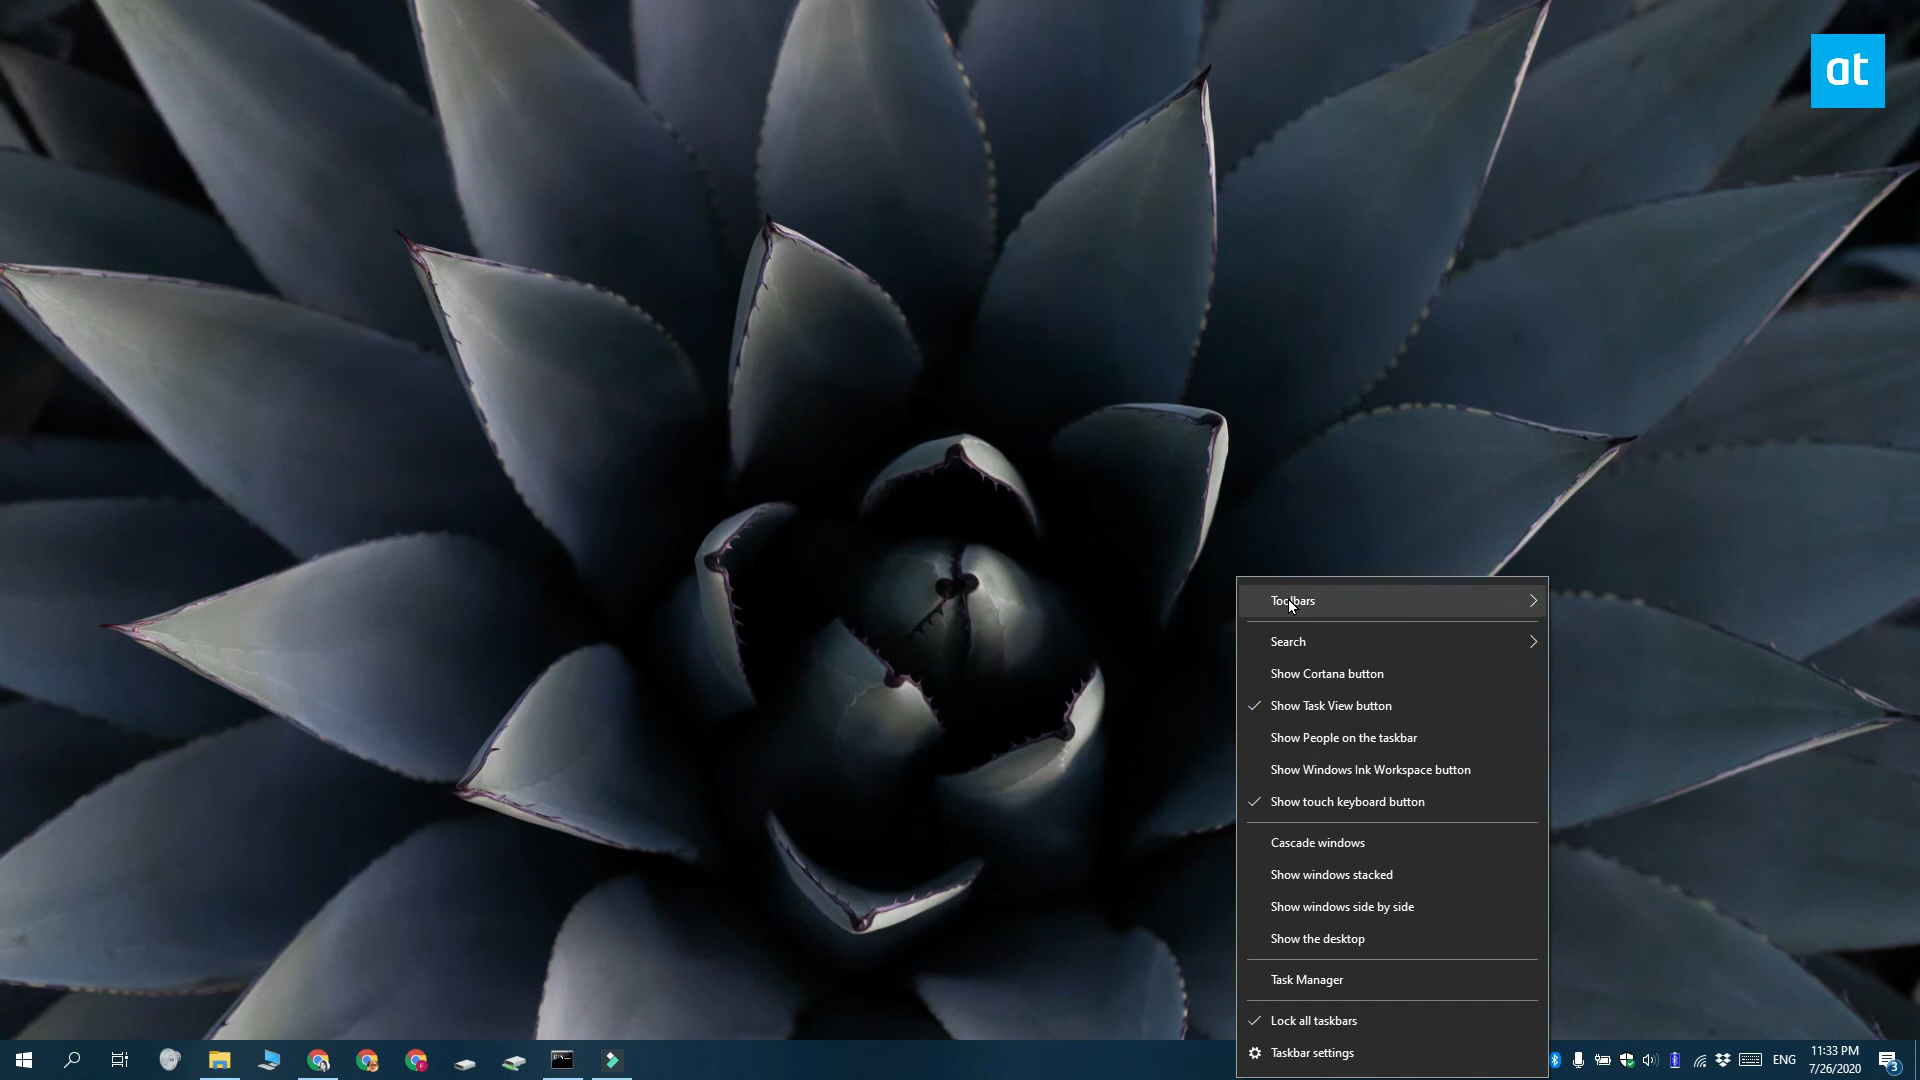 at
Toolbars
Search
Show Cortana button
Show Task View button
Show People on the taskbar
Show Windows Ink Workspace button
Show touch keyboard button
Cascade windows
Show windows stacked
Show windows side by side
Show the desktop
Task Manager
Lock all taskbars
Taskbar settings
ENG
11:33 PM
7/26/2020
3